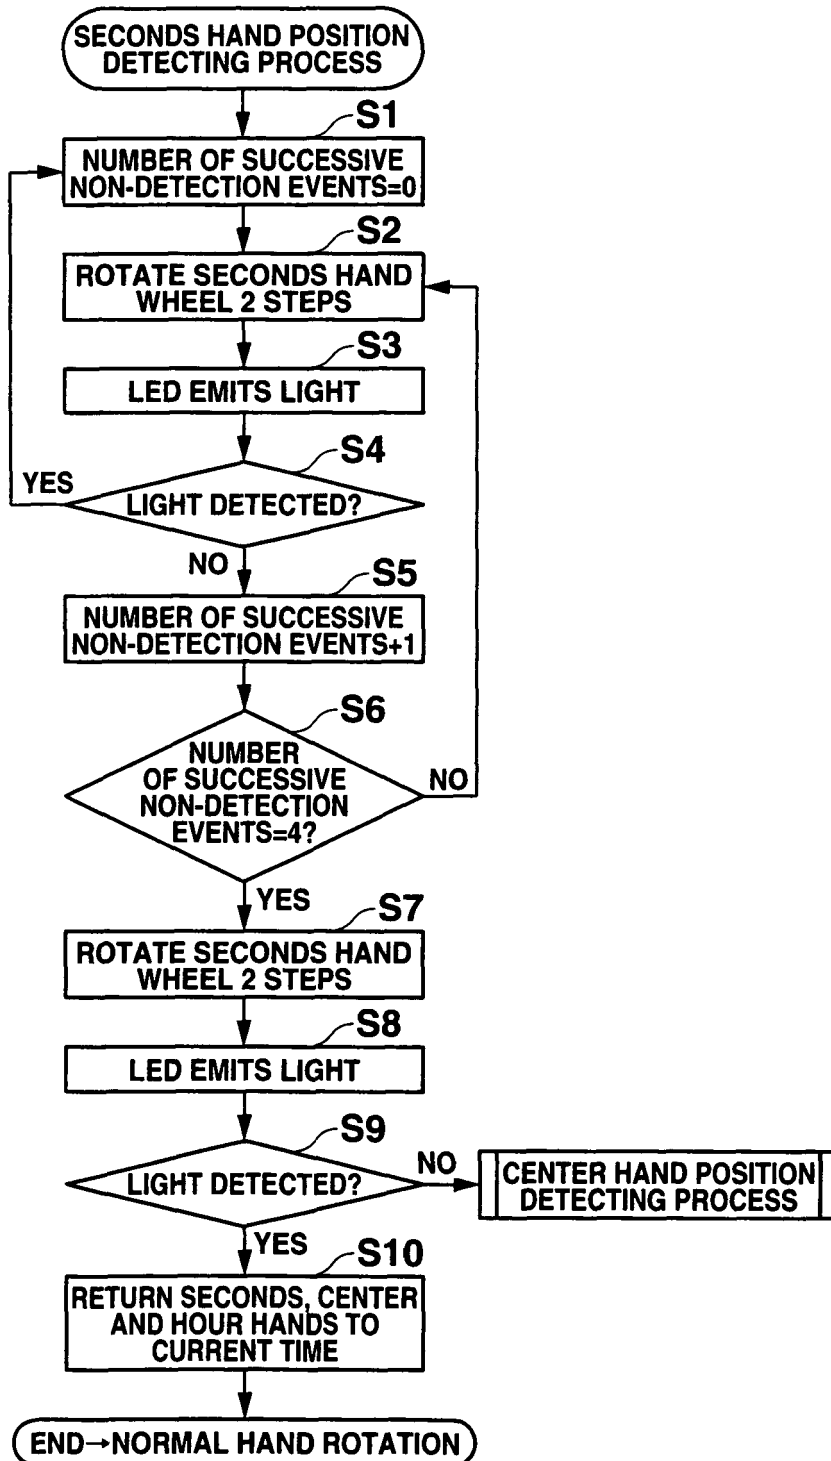 SECONDS HAND POSITION
DETECTING PROCESS
S1
NUMBER OF SUCCESSIVE
NON-DETECTION EVENTS=0
S2
ROTATE SECONDS HAND
WHEEL 2 STEPS
S3
LED EMITS LIGHT
S4
YES
LIGHT DETECTED?
NO
S5
NUMBER OF SUCCESSIVE
NON-DETECTION EVENTS+1
S6
NUMBER
OF SUCCESSIVE
NON-DETECTION
EVENTS=4?
NO
YES
S7
ROTATE SECONDS HAND
WHEEL 2 STEPS
S8
LED EMITS LIGHT
S9
LIGHT DETECTED?
NO
CENTER HAND POSITION
DETECTING PROCESS
YES
S10
RETURN SECONDS, CENTER
AND HOUR HANDS TO
CURRENT TIME
END→NORMAL HAND ROTATION